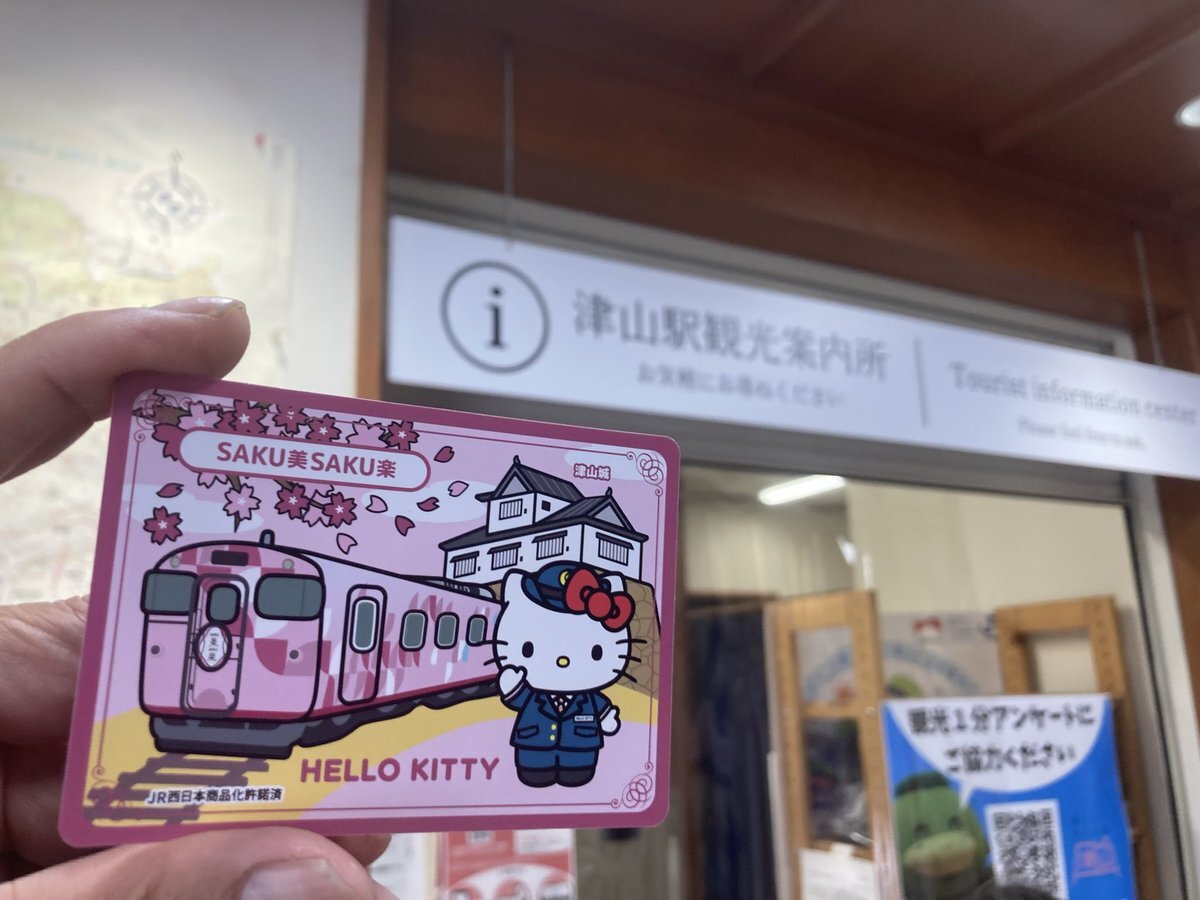 i
津山駅観光案内所
お気軽にお尋ねください
Tourist information center
Please feel free to ask.
SAKU美SAKU楽
津山城
HELLO KITTY
JR西日本商品化許諾済
観光1分アンケートに
ご協力ください